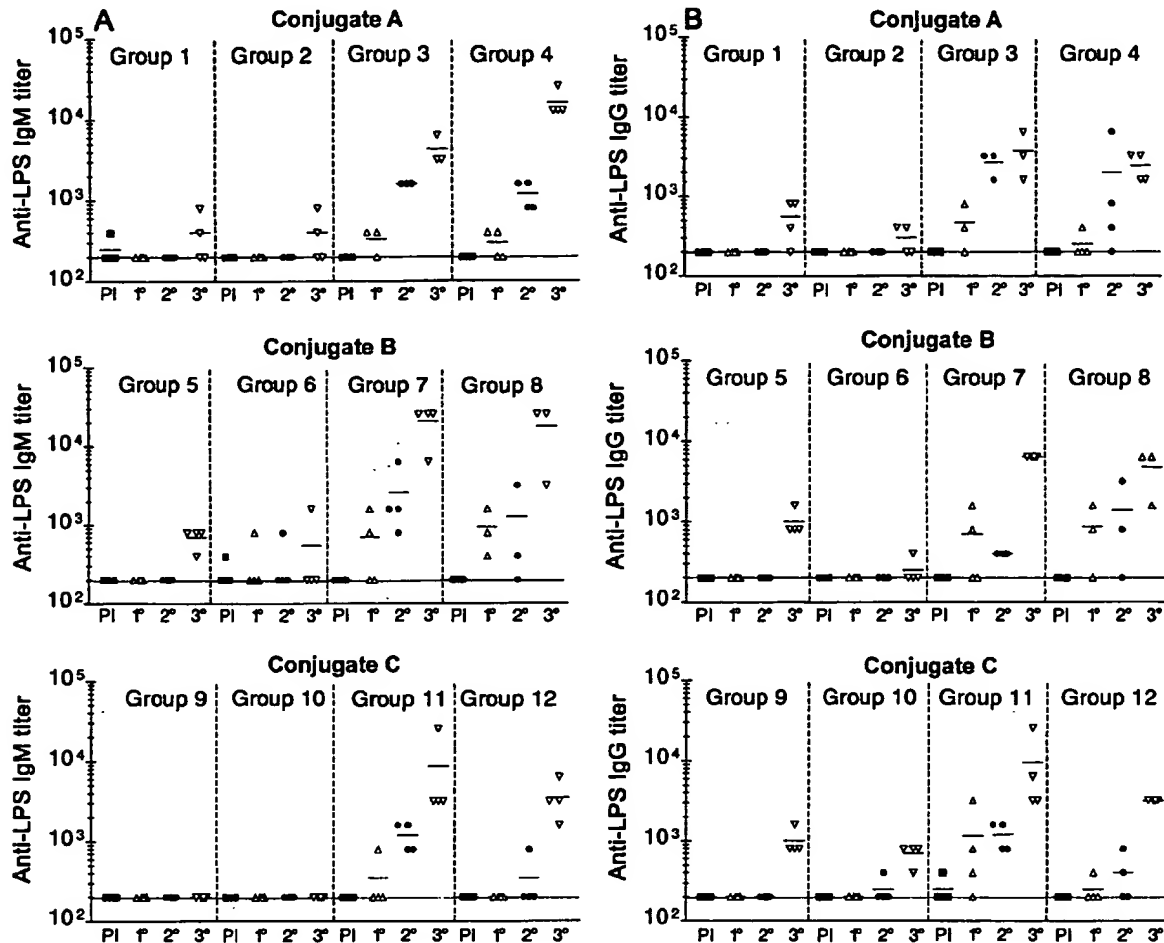 A Conjugate A
Anti-LPS IgM titer
10⁵
10⁴
10³
10²
Group 1 Group 2 Group 3 Group 4
PI 1° 2° 3° PI 1° 2° 3° PI 1° 2° 3° PI 1° 2° 3°
B Conjugate A
Anti-LPS IgG titer
10⁵
10⁴
10³
10²
Group 1 Group 2 Group 3 Group 4
PI 1° 2° 3° PI 1° 2° 3° PI 1° 2° 3° PI 1° 2° 3°
Conjugate B
Anti-LPS IgM titer
10⁵
10⁴
10³
10²
Group 5 Group 6 Group 7 Group 8
PI 1° 2° 3° PI 1° 2° 3° PI 1° 2° 3° PI 1° 2° 3°
Conjugate B
Anti-LPS IgG titer
10⁵
10⁴
10³
10²
Group 5 Group 6 Group 7 Group 8
PI 1° 2° 3° PI 1° 2° 3° PI 1° 2° 3° PI 1° 2° 3°
Conjugate C
Anti-LPS IgM titer
10⁵
10⁴
10³
10²
Group 9 Group 10 Group 11 Group 12
PI 1° 2° 3° PI 1° 2° 3° PI 1° 2° 3° PI 1° 2° 3°
Conjugate C
Anti-LPS IgG titer
10⁵
10⁴
10³
10²
Group 9 Group 10 Group 11 Group 12
PI 1° 2° 3° PI 1° 2° 3° PI 1° 2° 3° PI 1° 2° 3°